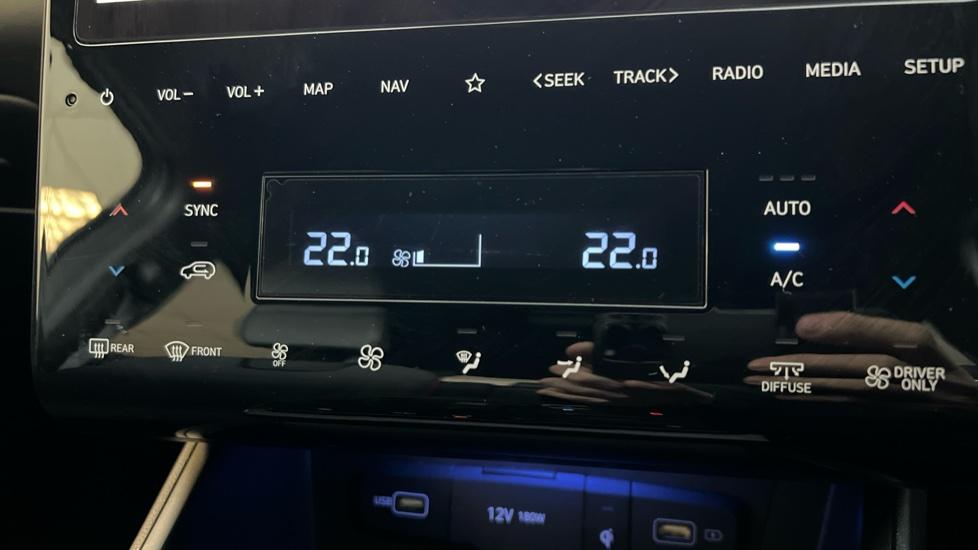 VOL− VOL+ MAP NAV <SEEK TRACK> RADIO MEDIA SETUP
SYNC AUTO
22.0 22.0
A/C
REAR FRONT OFF DIFFUSE DRIVER ONLY
USB 12V 180W